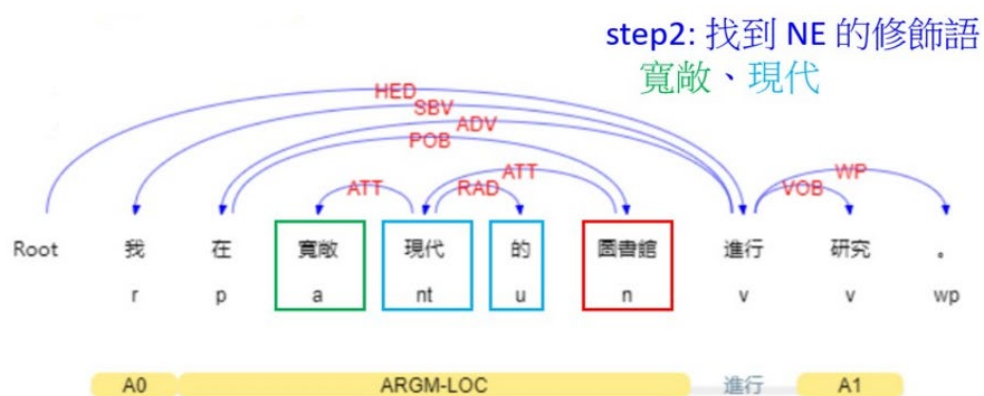 step2: 找到 NE 的修飾語
寬敞、現代
HED
SBV
ADV
POB
ATT RAD ATT VOB WP
Root 我 在 寬敞 現代 的 圖書館 進行 研究 。
r p a nt u n v v wp
A0 ARGM-LOC 進行 A1